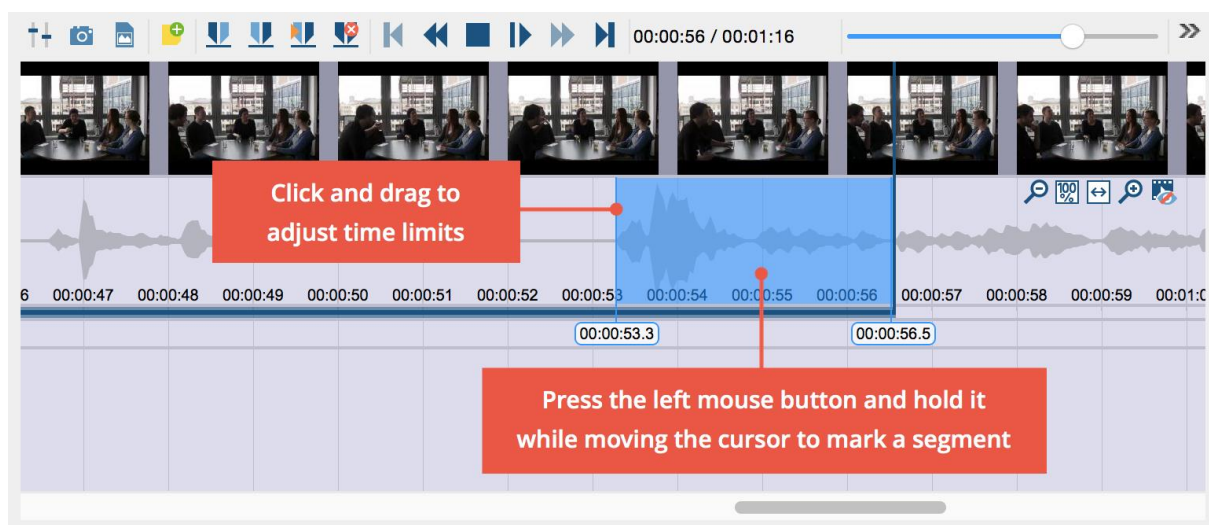 00:00:56 / 00:01:16
100
%
Click and drag to
adjust time limits
6 00:00:47 00:00:48 00:00:49 00:00:50 00:00:51 00:00:52 00:00:53 00:00:54 00:00:55 00:00:56 00:00:57 00:00:58 00:00:59 00:01:0
00:00:53.3 00:00:56.5
Press the left mouse button and hold it
while moving the cursor to mark a segment